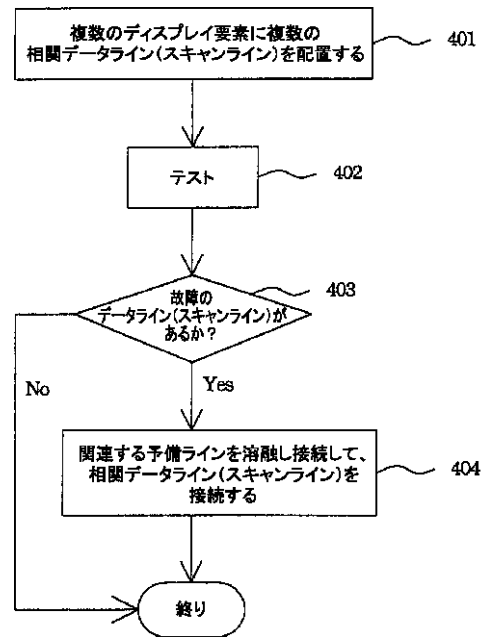 複数のディスプレイ要素に複数の
相関データライン(スキャンライン)を配置する
401
テスト
402
故障の
データライン(スキャンライン)が
あるか？
403
No
Yes
関連する予備ラインを溶融し接続して、
相関データライン(スキャンライン)を
接続する
404
終り